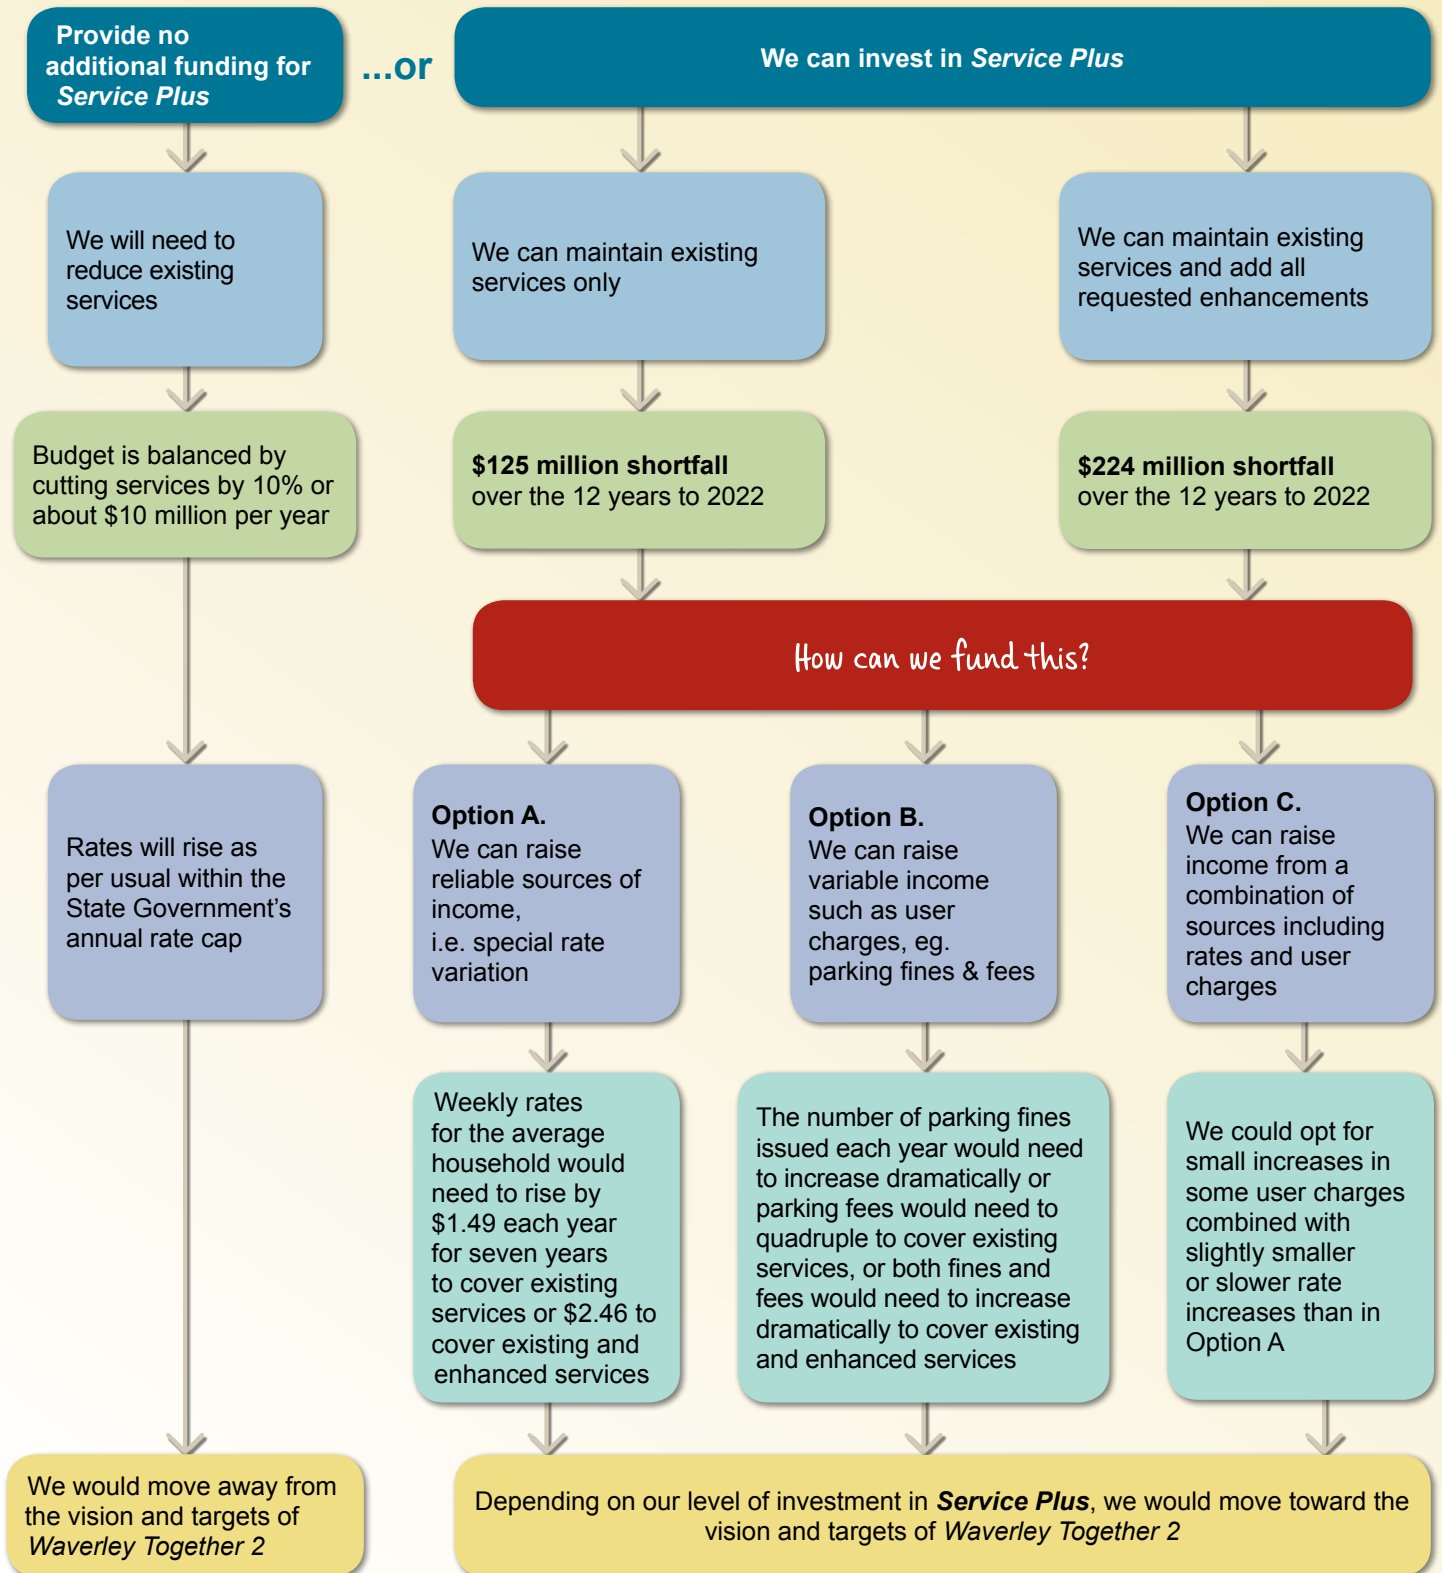 Provide no
additional funding for
Service Plus
...or
We can invest in Service Plus
We will need to
reduce existing
services
We can maintain existing
services only
We can maintain existing
services and add all
requested enhancements
Budget is balanced by
cutting services by 10% or
about $10 million per year
$125 million shortfall
over the 12 years to 2022
$224 million shortfall
over the 12 years to 2022
How can we fund this?
Rates will rise as
per usual within the
State Government’s
annual rate cap
Option A.
We can raise
reliable sources of
income,
i.e. special rate
variation
Option B.
We can raise
variable income
such as user
charges, eg.
parking fines & fees
Option C.
We can raise
income from a
combination of
sources including
rates and user
charges
Weekly rates
for the average
household would
need to rise by
$1.49 each year
for seven years
to cover existing
services or $2.46 to
cover existing and
enhanced services
The number of parking fines
issued each year would need
to increase dramatically or
parking fees would need to
quadruple to cover existing
services, or both fines and
fees would need to increase
dramatically to cover existing
and enhanced services
We could opt for
small increases in
some user charges
combined with
slightly smaller
or slower rate
increases than in
Option A
We would move away from
the vision and targets of
Waverley Together 2
Depending on our level of investment in Service Plus, we would move toward the
vision and targets of Waverley Together 2